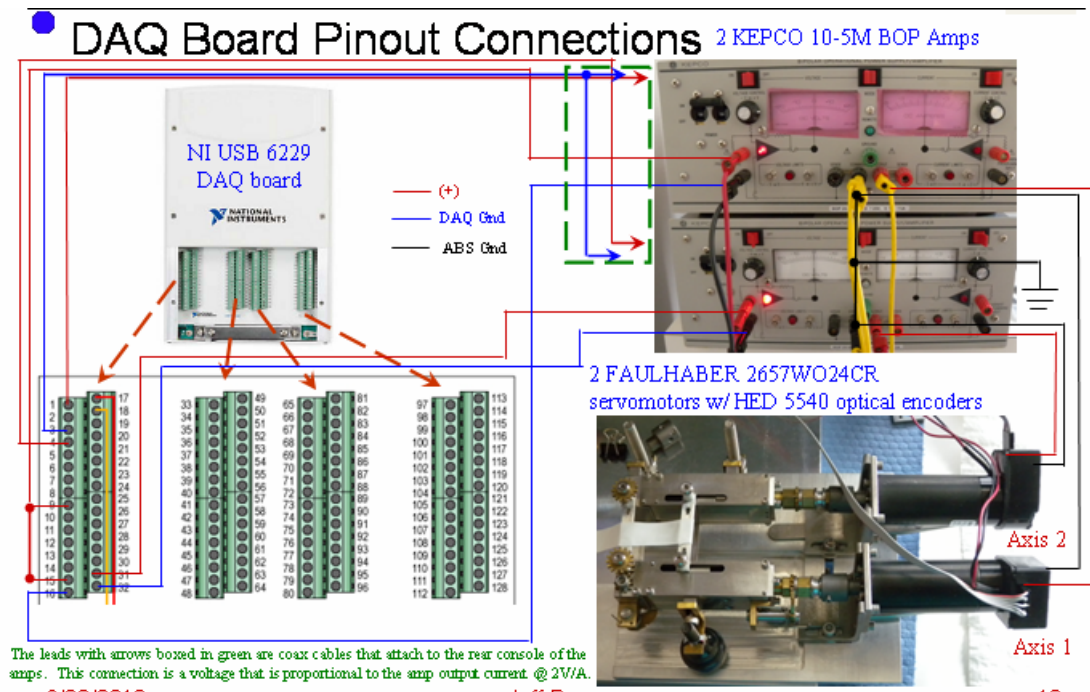 DAQ Board Pinout Connections
2 KEPCO 10-5M BOP Amps
NI USB 6229
DAQ board
NATIONAL
INSTRUMENTS
(+)
DAQ Gnd
ABS Gnd
KEPCO
2 FAULHABER 2657WO24CR
servomotors w/ HED 5540 optical encoders
1 17 33 49 65 81 97 113
2 18 34 50 66 82 98 114
3 19 35 51 67 83 99 115
4 20 36 52 68 84 100 116
5 21 37 53 69 85 101 117
6 22 38 54 70 86 102 118
7 23 39 55 71 87 103 119
8 24 40 56 72 88 104 120
9 25 41 57 73 89 105 121
10 26 42 58 74 90 106 122
11 27 43 59 75 91 107 123
12 28 44 60 76 92 108 124
13 29 45 61 77 93 109 125
14 30 46 62 78 94 110 126
15 31 47 63 79 95 111 127
16 32 48 64 80 96 112 128
Axis 2
Axis 1
The leads with arrows boxed in green are coax cables that attach to the rear console of the
amps. This connection is a voltage that is proportional to the amp output current @ 2V/A.